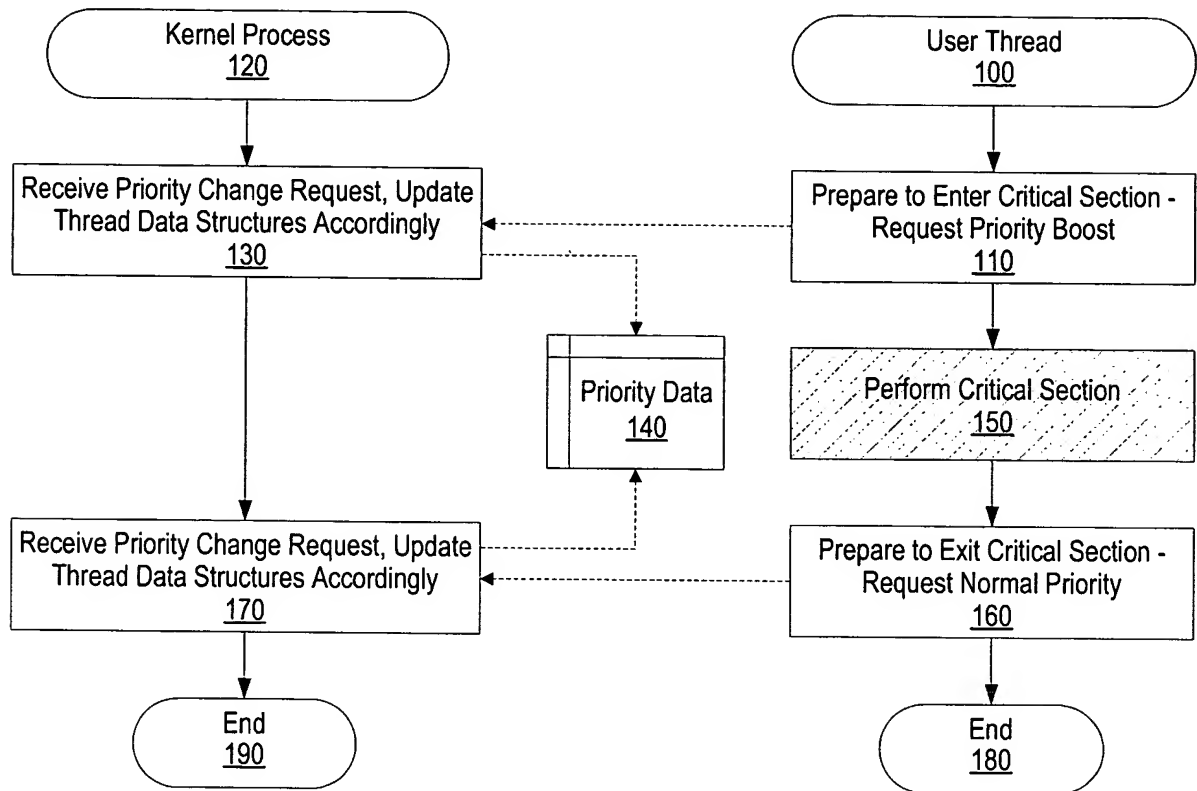 Kernel Process
120
User Thread
100
Receive Priority Change Request, Update
Thread Data Structures Accordingly
130
Prepare to Enter Critical Section -
Request Priority Boost
110
Priority Data
140
Perform Critical Section
150
Receive Priority Change Request, Update
Thread Data Structures Accordingly
170
Prepare to Exit Critical Section -
Request Normal Priority
160
End
190
End
180